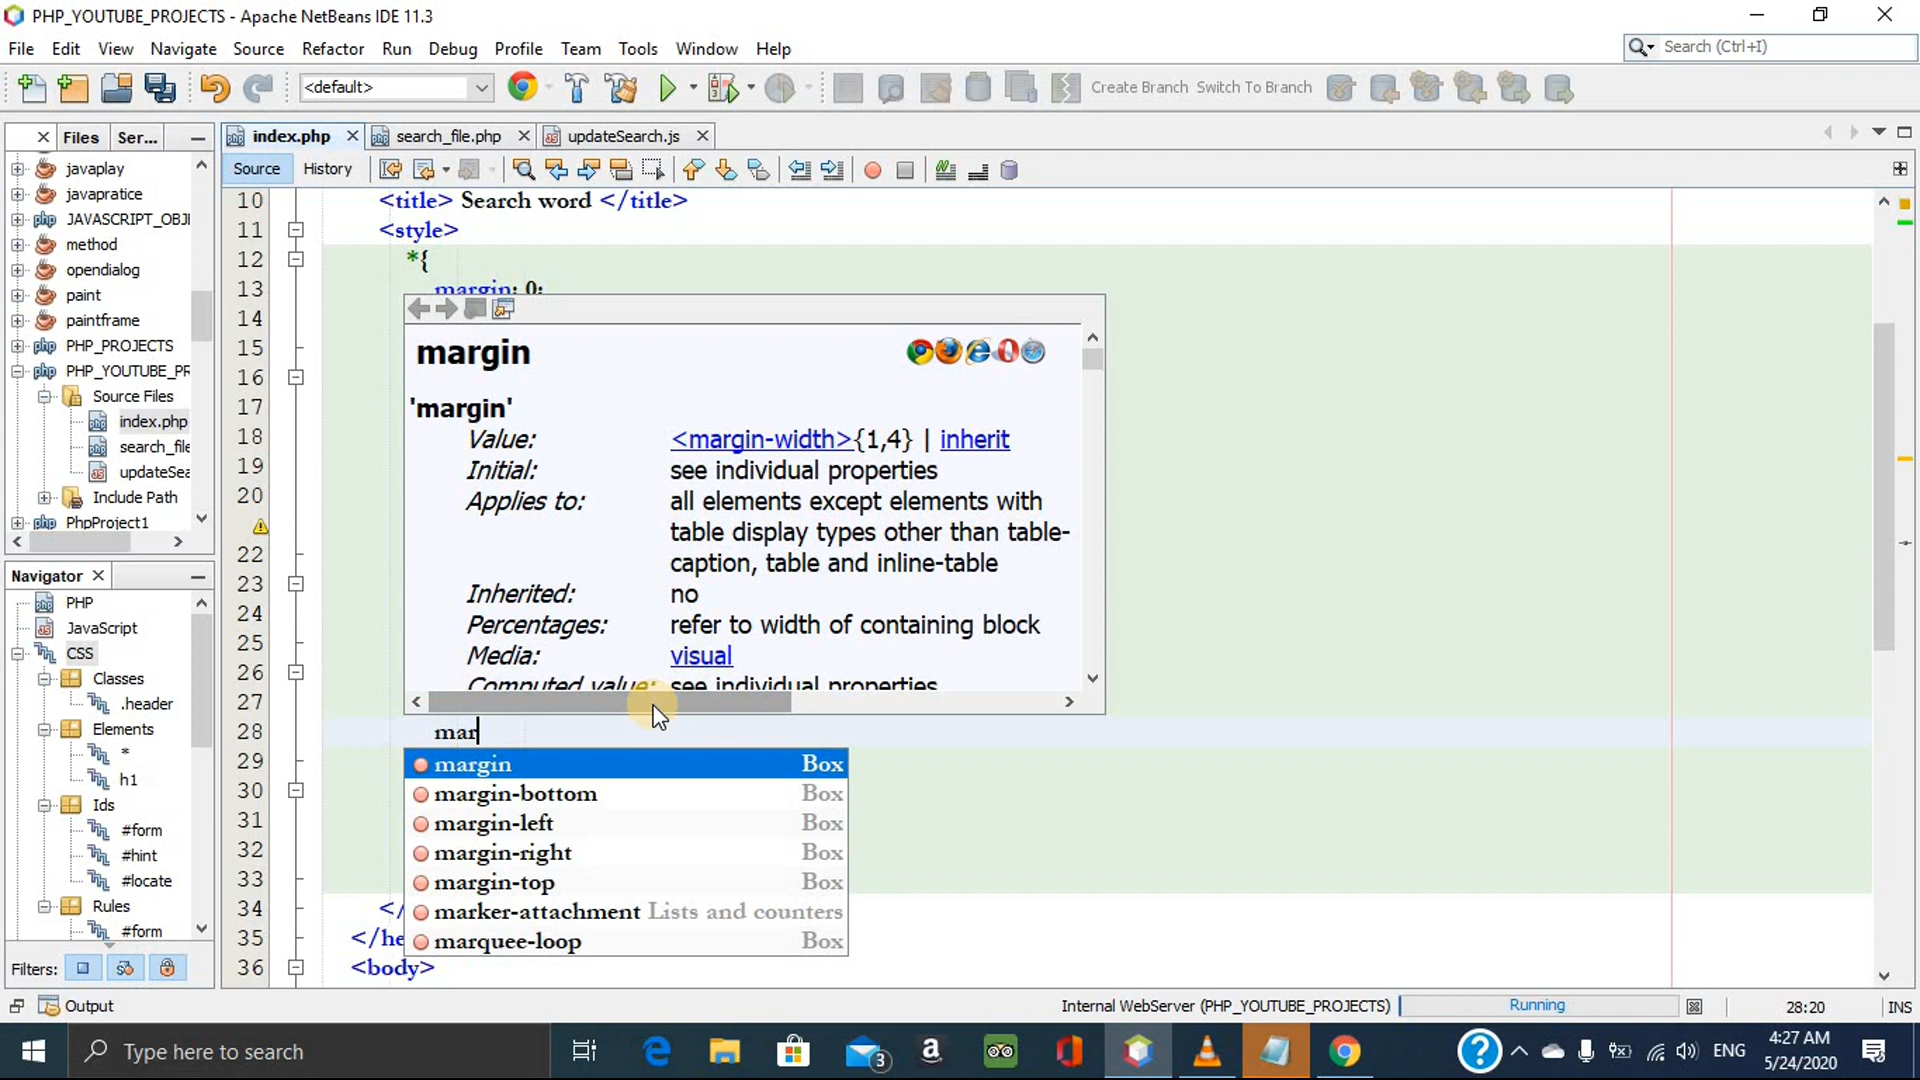 PHP_YOUTUBE_PROJECTS - Apache NetBeans IDE 11.3
File Edit View Navigate Source Refactor Run Debug Profile Team Tools Window Help
Search (Ctrl+I)
<default>
Create Branch Switch To Branch
Files Ser...
index.php search_file.php updateSearch.js
Source History
javaplay
javapratice
JAVASCRIPT_OBJE
method
opendialog
paint
paintframe
PHP_PROJECTS
PHP_YOUTUBE_PR
Source Files
index.php
search_file
updateSea
Include Path
PhpProject1
Navigator
PHP
JavaScript
CSS
Classes
.header
Elements
*
h1
Ids
#form
#hint
#locate
Rules
#form
Filters:
10 <title> Search word </title>
11 <style>
12 *{
13 margin: 0;
14
15
16
17
18
19
20
22
23
24
25
26
27
28 mar
29
30
31
32
33
34 </
35 </he
36 <body>
margin
'margin'
Value: <margin-width>{1,4} | inherit
Initial: see individual properties
Applies to: all elements except elements with
table display types other than table-
caption, table and inline-table
Inherited: no
Percentages: refer to width of containing block
Media: visual
Computed value: see individual properties
margin Box
margin-bottom Box
margin-left Box
margin-right Box
margin-top Box
marker-attachment Lists and counters
marquee-loop Box
Output
Internal WebServer (PHP_YOUTUBE_PROJECTS) Running 28:20 INS
Type here to search
3
a
ENG
4:27 AM
5/24/2020